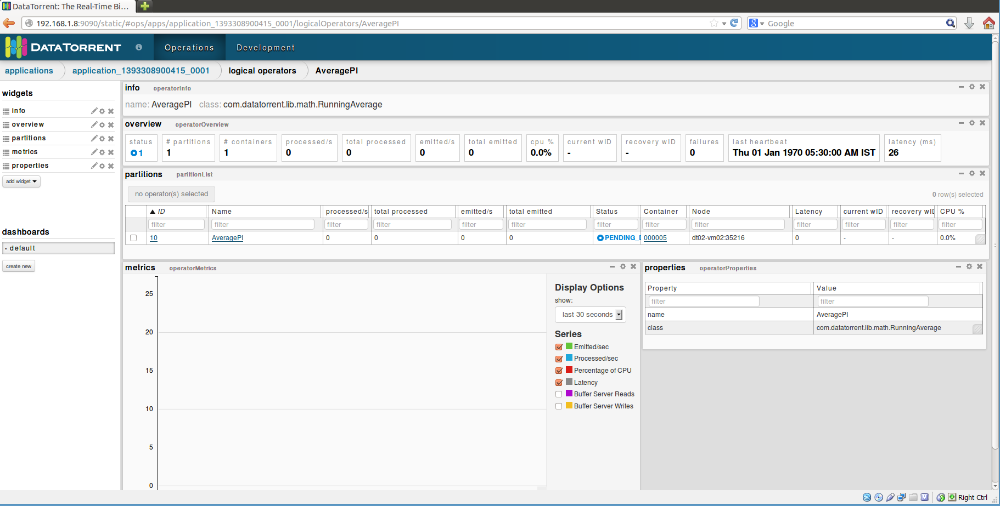 DataTorrent: The Real-Time Bi...
192.168.1.8:9090/static/#ops/apps/application_1393308900415_0001/logicalOperators/AveragePI
Google
DATATORRENT
Operations
Development
applications
application_1393308900415_0001
logical operators
AveragePI
widgets
info
overview
partitions
metrics
properties
add widget
dashboards
- default
create new
info operatorInfo
name: AveragePI class: com.datatorrent.lib.math.RunningAverage
overview operatorOverview
status # partitions # containers processed/s total processed emitted/s total emitted cpu % current wID recovery wID failures last heartbeat latency (ms)
1 1 1 0 0 0 0 0.0% - - 0 Thu 01 Jan 1970 05:30:00 AM IST 26
partitions partitionList
no operator(s) selected
0 row(s) selected
ID Name processed/s total processed emitted/s total emitted Status Container Node Latency current wID recovery wID CPU %
filter filter filter filter filter filter filter filter filter filter filter filter filter
10 AveragePI 0 0 0 0 PENDING_D 000005 dt02-vm02:35216 0 - - 0.0%
metrics operatorMetrics
25
20
15
10
5
0
Display Options
show:
last 30 seconds
Series
Emitted/sec
Processed/sec
Percentage of CPU
Latency
Buffer Server Reads
Buffer Server Writes
properties operatorProperties
Property Value
filter filter
name AveragePI
class com.datatorrent.lib.math.RunningAverage
Right Ctrl